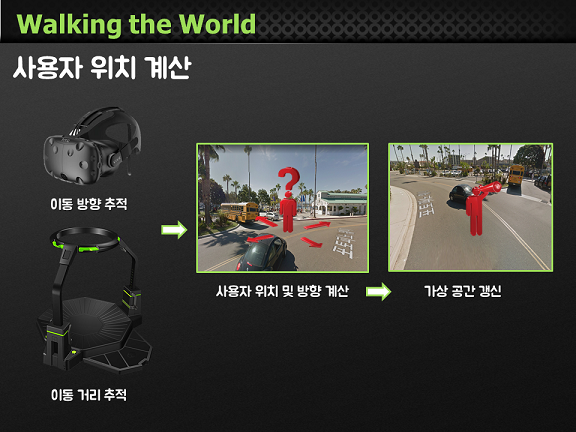 Walking the World
사용자 위치 계산
이동 방향 추적
이동 거리 추적
?
사용자 위치 및 방향 계산
가상 공간 갱신